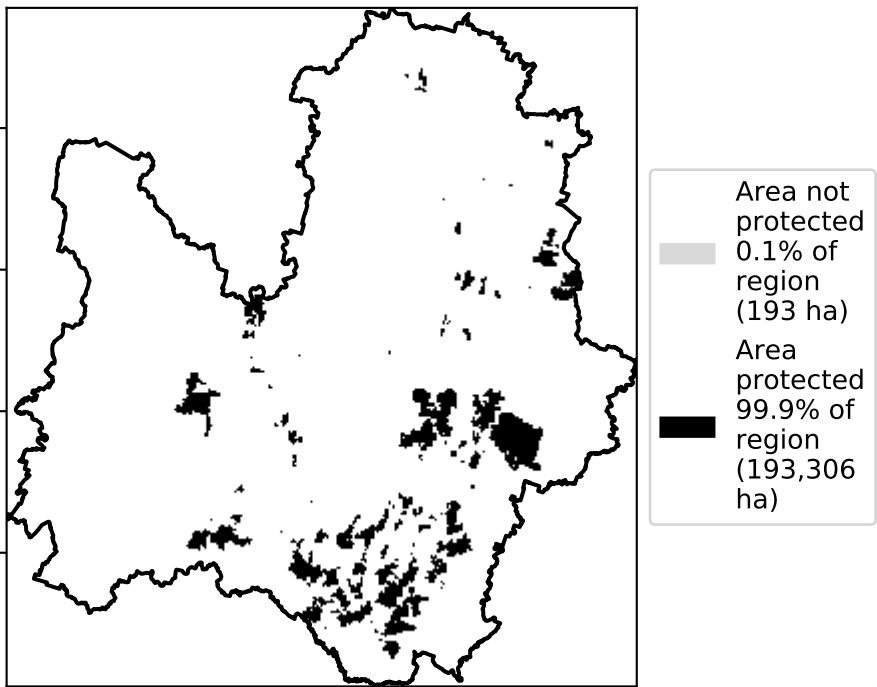 Area not
protected
0.1% of
region
(193 ha)
Area
protected
99.9% of
region
(193,306
ha)